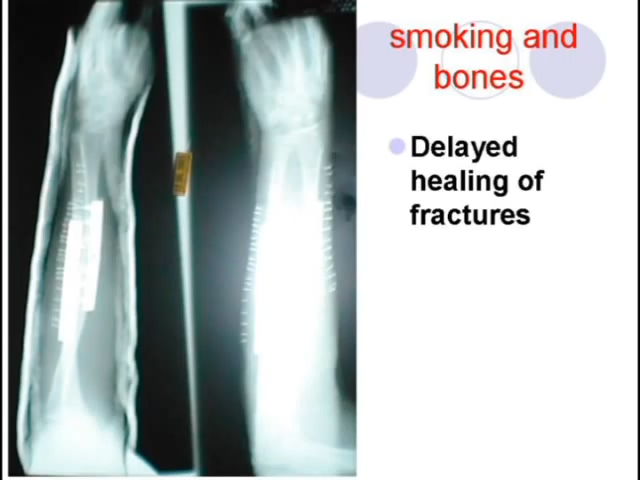 smoking and
bones
Delayed
healing of
fractures